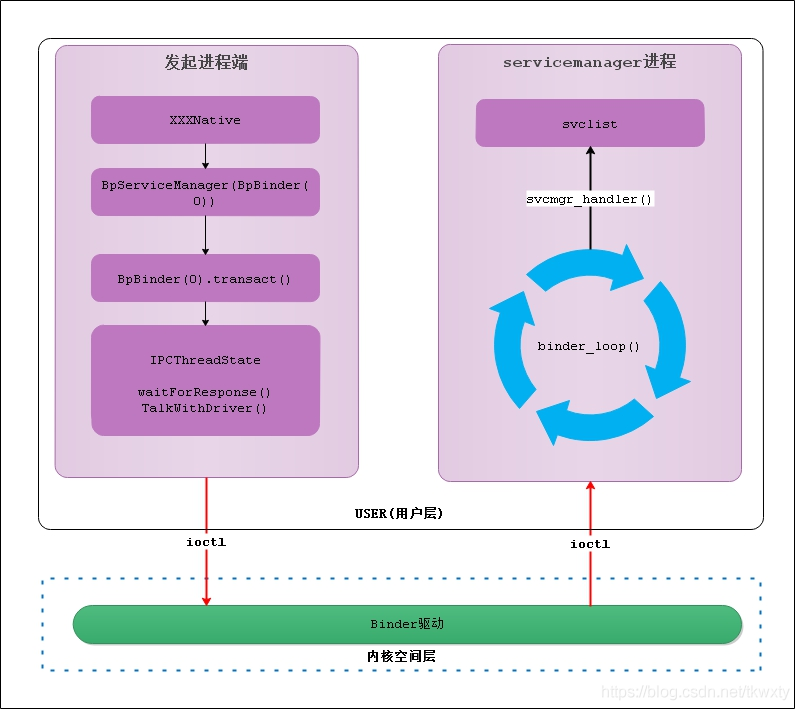 发起进程端
XXXNative
BpServiceManager(BpBinder(
0))
BpBinder(0).transact()
IPCThreadState
waitForResponse()
TalkWithDriver()
servicemanager进程
svclist
svcmgr_handler()
binder_loop()
USER(用户层)
ioctl
ioctl
Binder驱动
内核空间层
https://blog.csdn.net/tkwxty